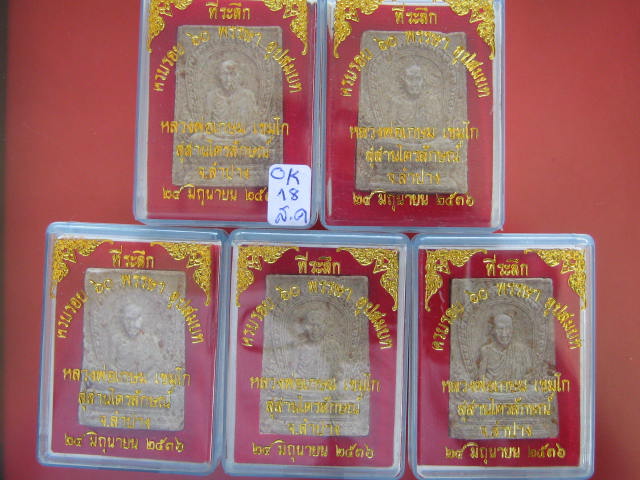 ที่ระลึก
ครบรอบ ๖๐ พรรษา อุปสมบท
หลวงพ่อเกษม เขมโก
สุสานไตรลักษณ์
จ.ลำปาง
๒๘ มิถุนายน ๒๕
OK
18
ส.ค
ที่ระลึก
ครบรอบ ๖๐ พรรษา อุปสมบท
หลวงพ่อเกษม เขมโก
สุสานไตรลักษณ์
จ.ลำปาง
๒๘ มิถุนายน ๒๕๓๖
ที่ระลึก
ครบรอบ ๖๐ พรรษา อุปสมบท
หลวงพ่อเกษม เขมโก
สุสานไตรลักษณ์
จ.ลำปาง
๒๘ มิถุนายน ๒๕๓๖
ที่ระลึก
ครบรอบ ๖๐ พรรษา อุปสมบท
หลวงพ่อเกษม เขมโก
สุสานไตรลักษณ์
จ.ลำปาง
๒๘ มิถุนายน ๒๕๓๖
ที่ระลึก
ครบรอบ ๖๐ พรรษา อุปสมบท
หลวงพ่อเกษม เขมโก
สุสานไตรลักษณ์
จ.ลำปาง
๒๘ มิถุนายน ๒๕๓๖